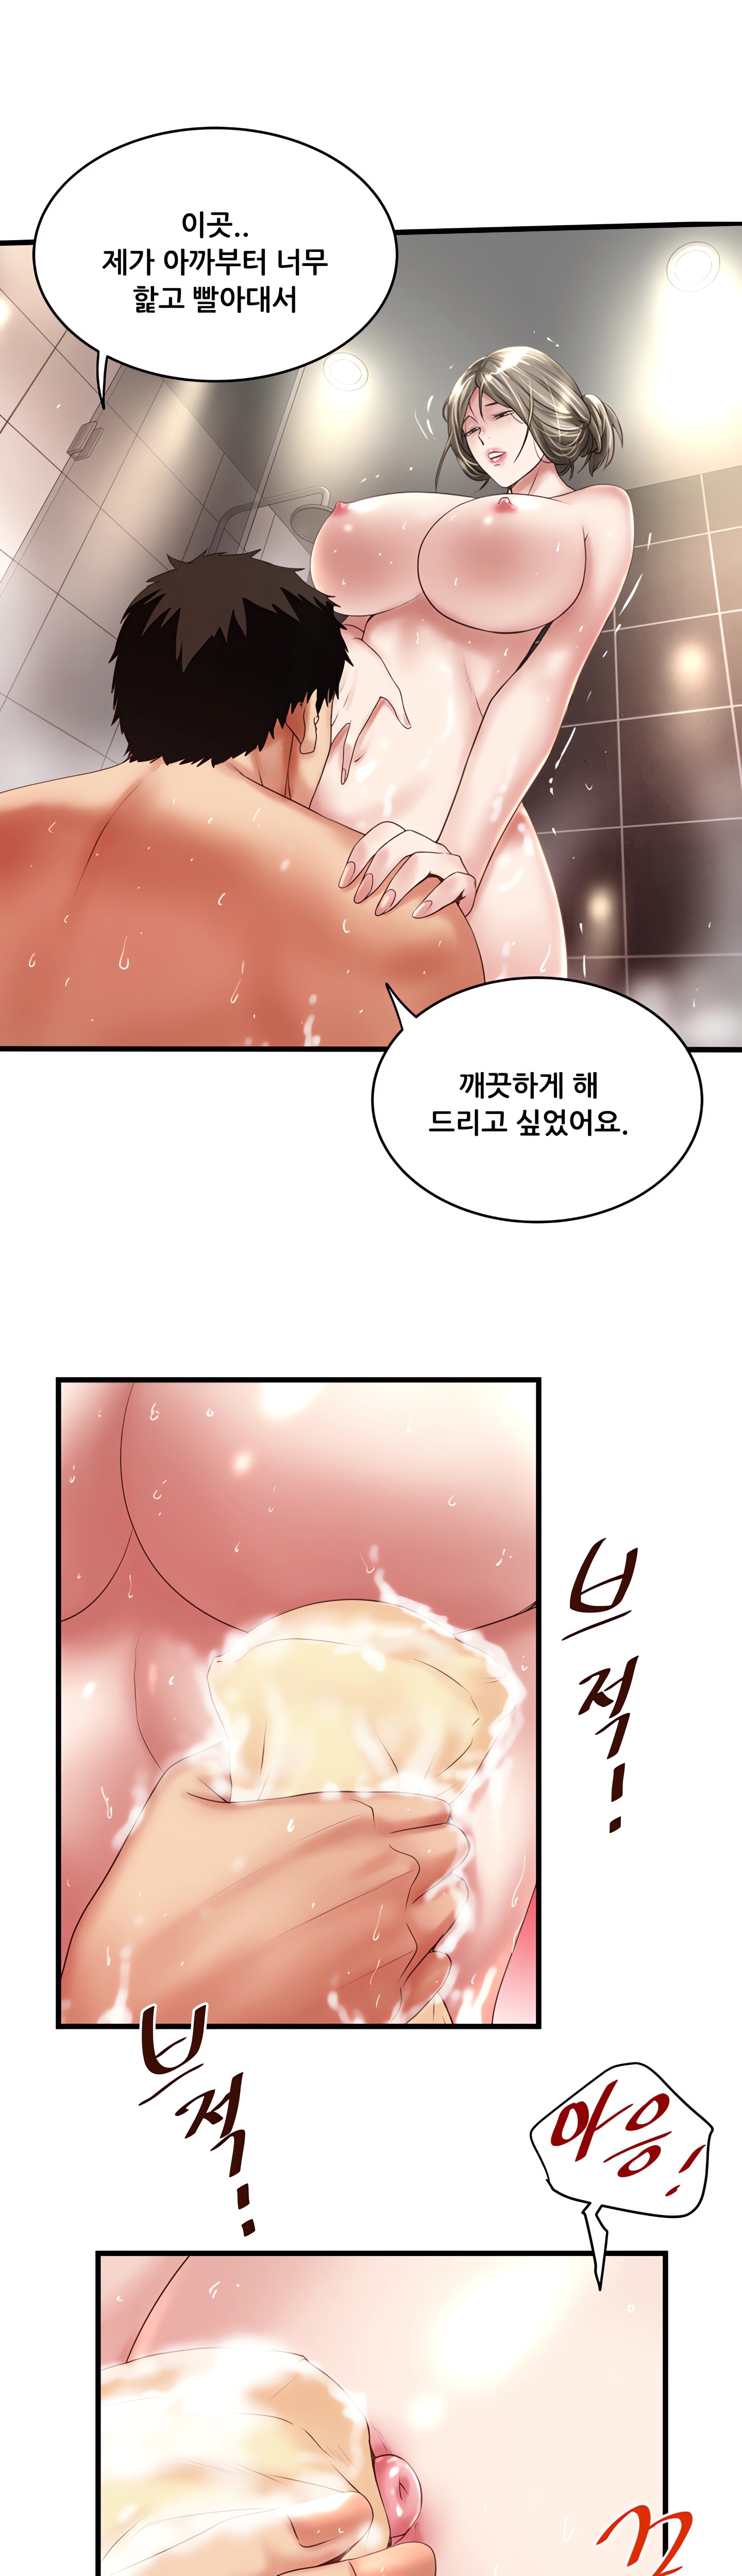 이곳..
제가 아까부터 너무
핥고 빨아대서
깨끗하게 해
드리고 싶었어요.
브적!
브적!
아응!
꼬